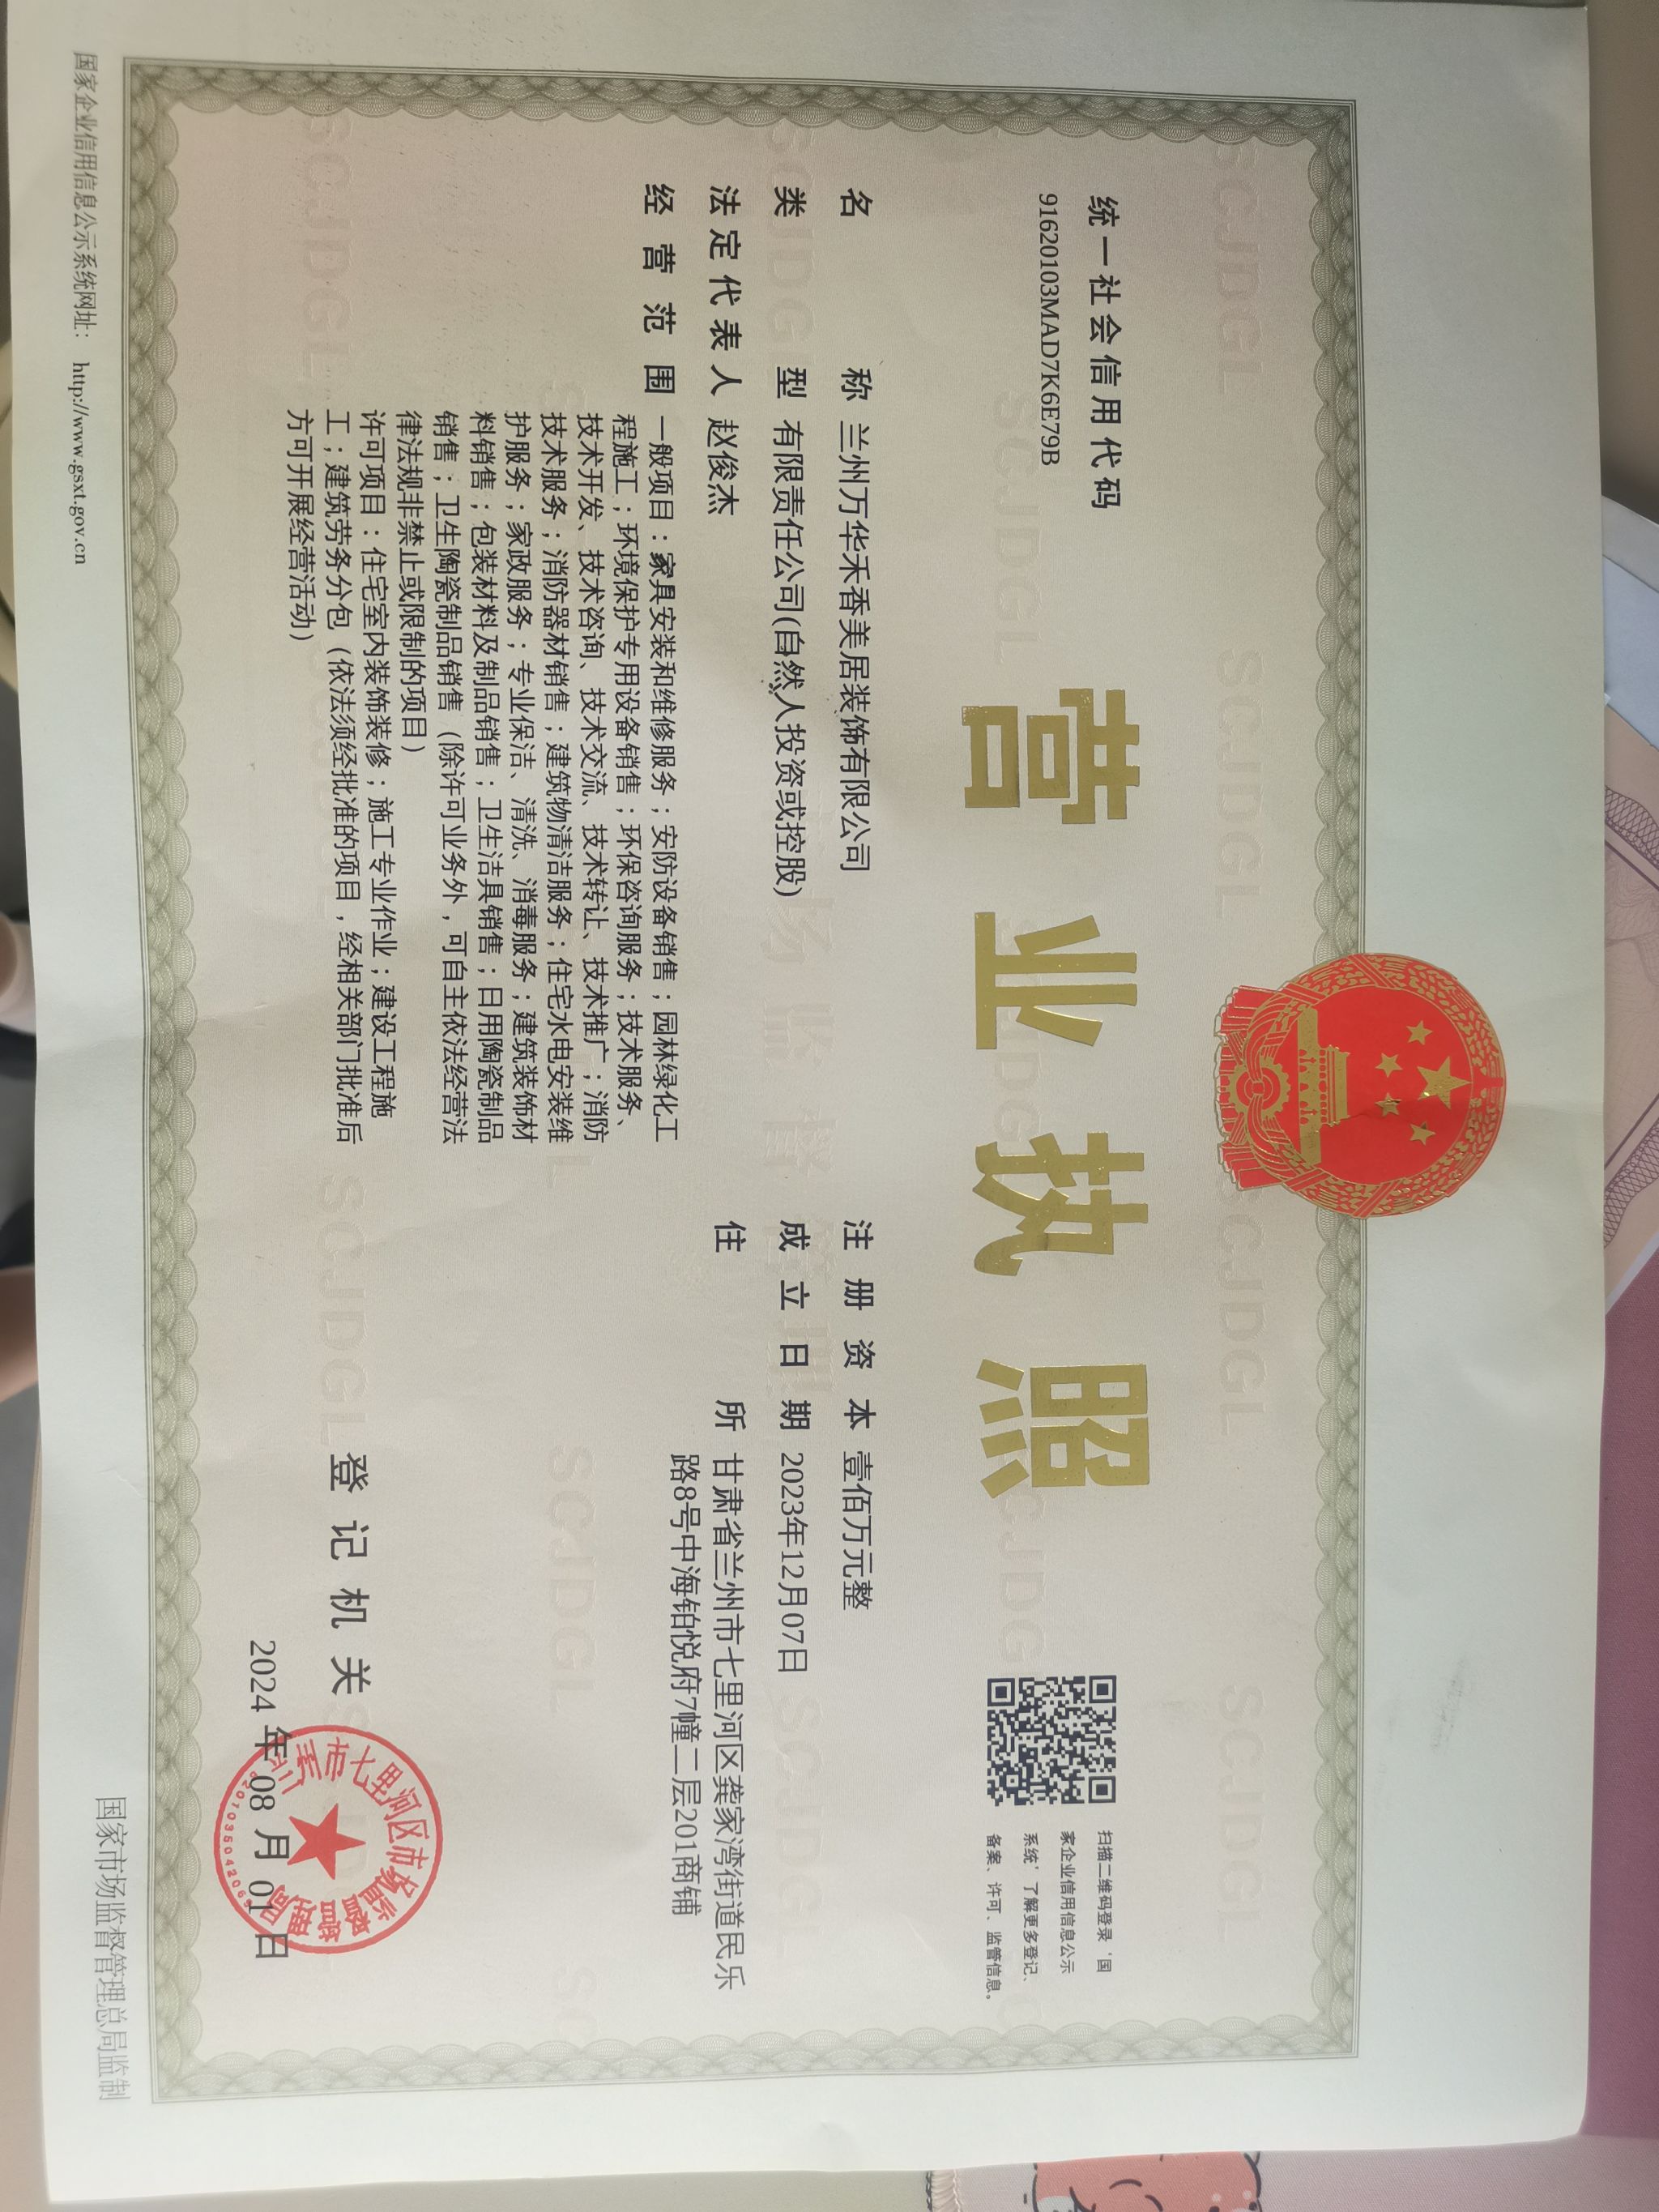 营业执照
统一社会信用代码
91620103MAD7K6E79B
扫描二维码登录‘国
家企业信用信息公示
系统’了解更多登记、
备案、许可、监管信息。
名称 兰州万华禾香美居装饰有限公司
类型 有限责任公司(自然人投资或控股)
法定代表人 赵俊杰
经营范围 一般项目：家具安装和维修服务；安防设备销售；园林绿化工
程施工；环境保护专用设备销售；环保咨询服务；技术服务、
技术开发、技术咨询、技术交流、技术转让、技术推广；消防
技术服务；消防器材销售；建筑物清洁服务；住宅水电安装维
护服务；家政服务；专业保洁、清洗、消毒服务；建筑装饰材
料销售；包装材料及制品销售；卫生洁具销售；日用陶瓷制品
销售；卫生陶瓷制品销售（除许可业务外，可自主依法经营法
律法规非禁止或限制的项目）
许可项目：住宅室内装饰装修；施工专业作业；建设工程施
工；建筑劳务分包（依法须经批准的项目，经相关部门批准后
方可开展经营活动）
注册资本 壹佰万元整
成立日期 2023年12月07日
住所 甘肃省兰州市七里河区龚家湾街道民乐
路8号中海铂悦府7幢二层201商铺
登记机关
兰州市七里河区市场监督管理局
2024 年 08 月 01 日
国家企业信用信息公示系统网址： http://www.gsxt.gov.cn
国家市场监督管理总局监制